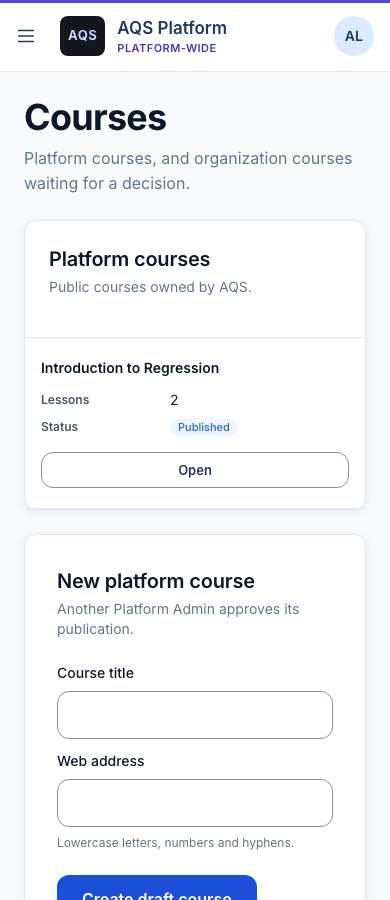 AQS
AQS Platform
PLATFORM-WIDE
AL
Courses
Platform courses, and organization courses
waiting for a decision.
Platform courses
Public courses owned by AQS.
Introduction to Regression
Lessons 2
Status Published
Open
New platform course
Another Platform Admin approves its
publication.
Course title
Web address
Lowercase letters, numbers and hyphens.
Create draft course